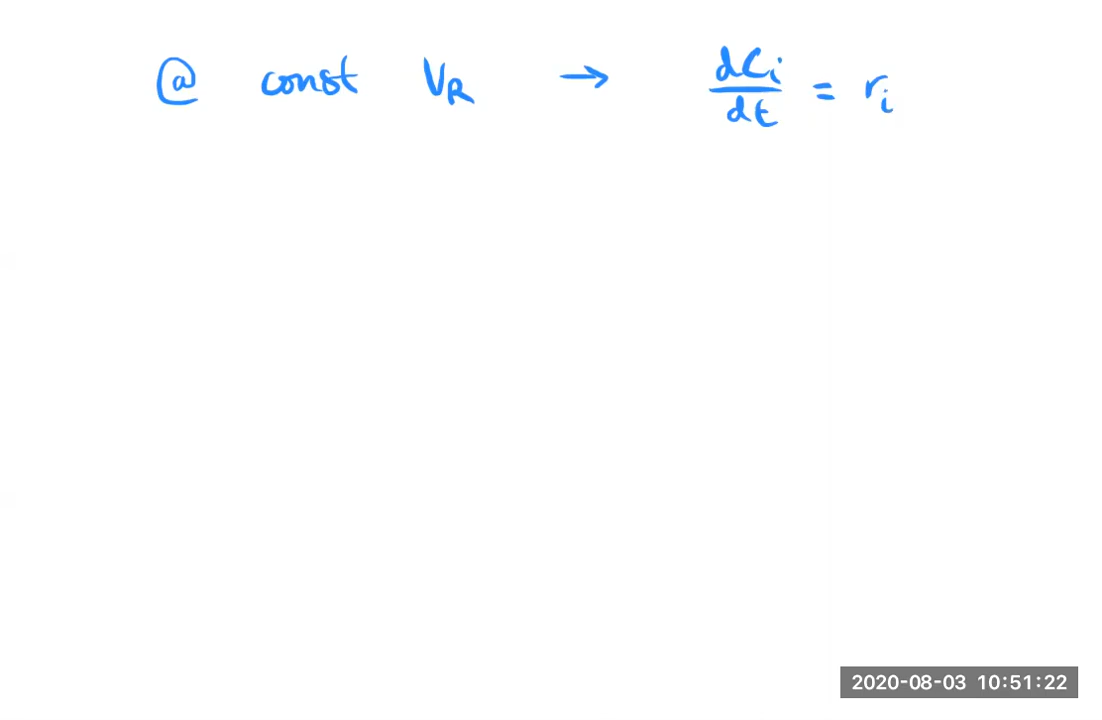 @ const V_R → dC_i/dt = r_i
2020-08-03 10:51:22